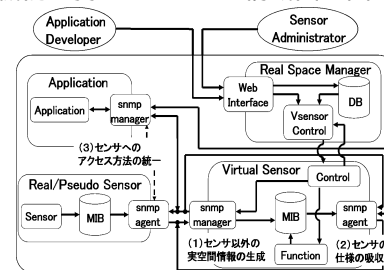 Application
Developer
Sensor
Administrator
Real Space Manager
Application
Web
Interface
DB
Application
snmp
manager
Vsensor
Control
(3)センサへの
アクセス方法の統一
Virtual Sensor
Real/Pseudo Sensor
Control
Sensor
MIB
snmp
agent
snmp
manager
MIB
snmp
agent
(1)センサ以外の
実空間情報の生成
Function
(2)センサの
仕様の吸収